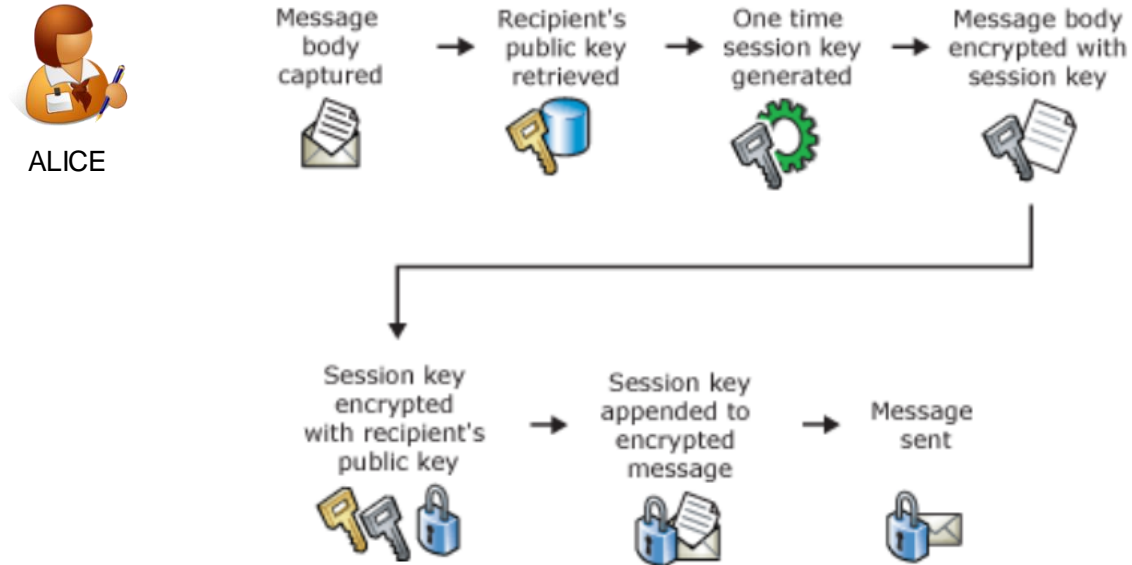 ALICE
Message
body
captured
Recipient's
public key
retrieved
One time
session key
generated
Message body
encrypted with
session key
Session key
encrypted
with recipient's
public key
Session key
appended to
encrypted
message
Message
sent